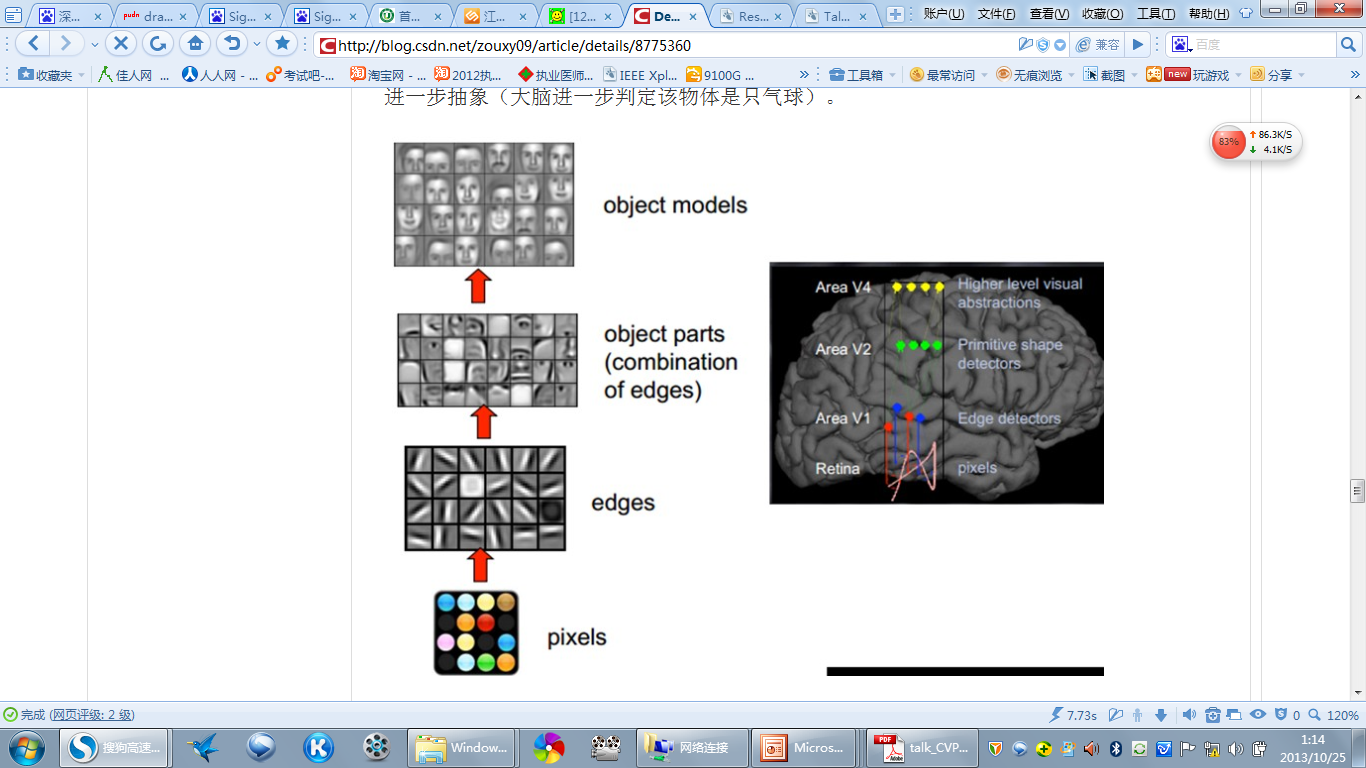 深...
pudn dra...
Sig...
Sig...
首...
江...
[12...
De...
Res...
Tal...
账户(U) 文件(F) 查看(V) 收藏(O) 工具(T) 帮助(H)
http://blog.csdn.net/zouxy09/article/details/8775360
兼容
百度
收藏夹
佳人网 ...
人人网 - ...
考试吧-...
淘宝网 - ...
2012执...
执业医师...
IEEE Xpl...
9100G ...
工具箱
最常访问
无痕浏览
截图
new 玩游戏
分享
进一步抽象（大脑进一步判定该物体是只气球）。
83%
86.3K/S
4.1K/S
object models
object parts
(combination
of edges)
edges
pixels
Area V4
Higher level visual
abstractions
Area V2
Primitive shape
detectors
Area V1
Edge detectors
Retina
pixels
完成 (网页评级: 2 级)
7.73s
0
120%
搜狗高速...
Window...
网络连接
Micros...
talk_CVP...
1:14
2013/10/25